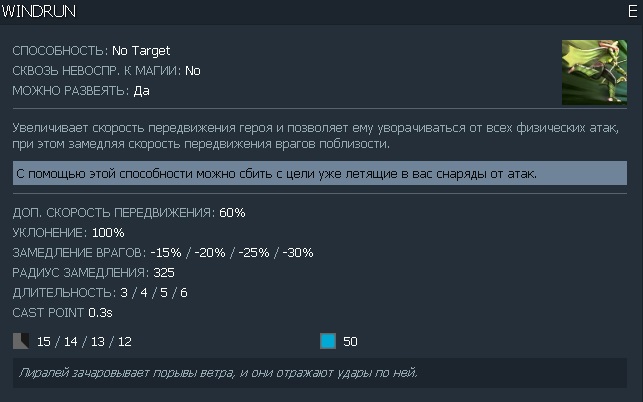 WINDRUN E
СПОСОБНОСТЬ: No Target
СКВОЗЬ НЕВОСПР. К МАГИИ: No
МОЖНО РАЗВЕЯТЬ: Да
Увеличивает скорость передвижения героя и позволяет ему уворачиваться от всех физических атак,
при этом замедляя скорость передвижения врагов поблизости.
С помощью этой способности можно сбить с цели уже летящие в вас снаряды от атак.
ДОП. СКОРОСТЬ ПЕРЕДВИЖЕНИЯ: 60%
УКЛОНЕНИЕ: 100%
ЗАМЕДЛЕНИЕ ВРАГОВ: -15% / -20% / -25% / -30%
РАДИУС ЗАМЕДЛЕНИЯ: 325
ДЛИТЕЛЬНОСТЬ: 3 / 4 / 5 / 6
CAST POINT 0.3s
15 / 14 / 13 / 12 50
Лиралей зачаровывает порывы ветра, и они отражают удары по ней.